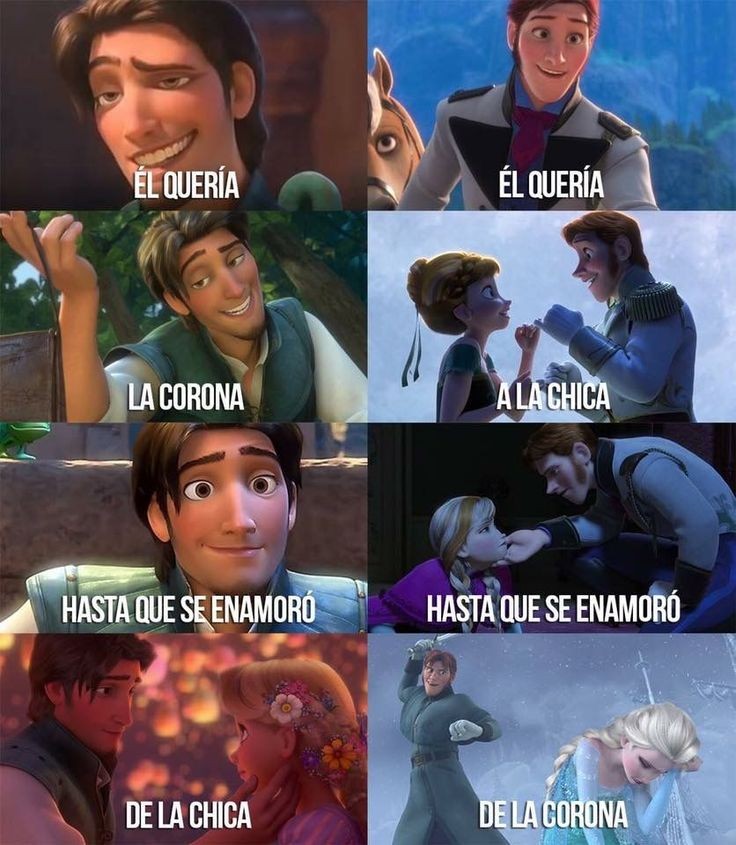 ÉL QUERÍA
LA CORONA
HASTA QUE SE ENAMORÓ
DE LA CHICA
ÉL QUERÍA
A LA CHICA
HASTA QUE SE ENAMORÓ
DE LA CORONA